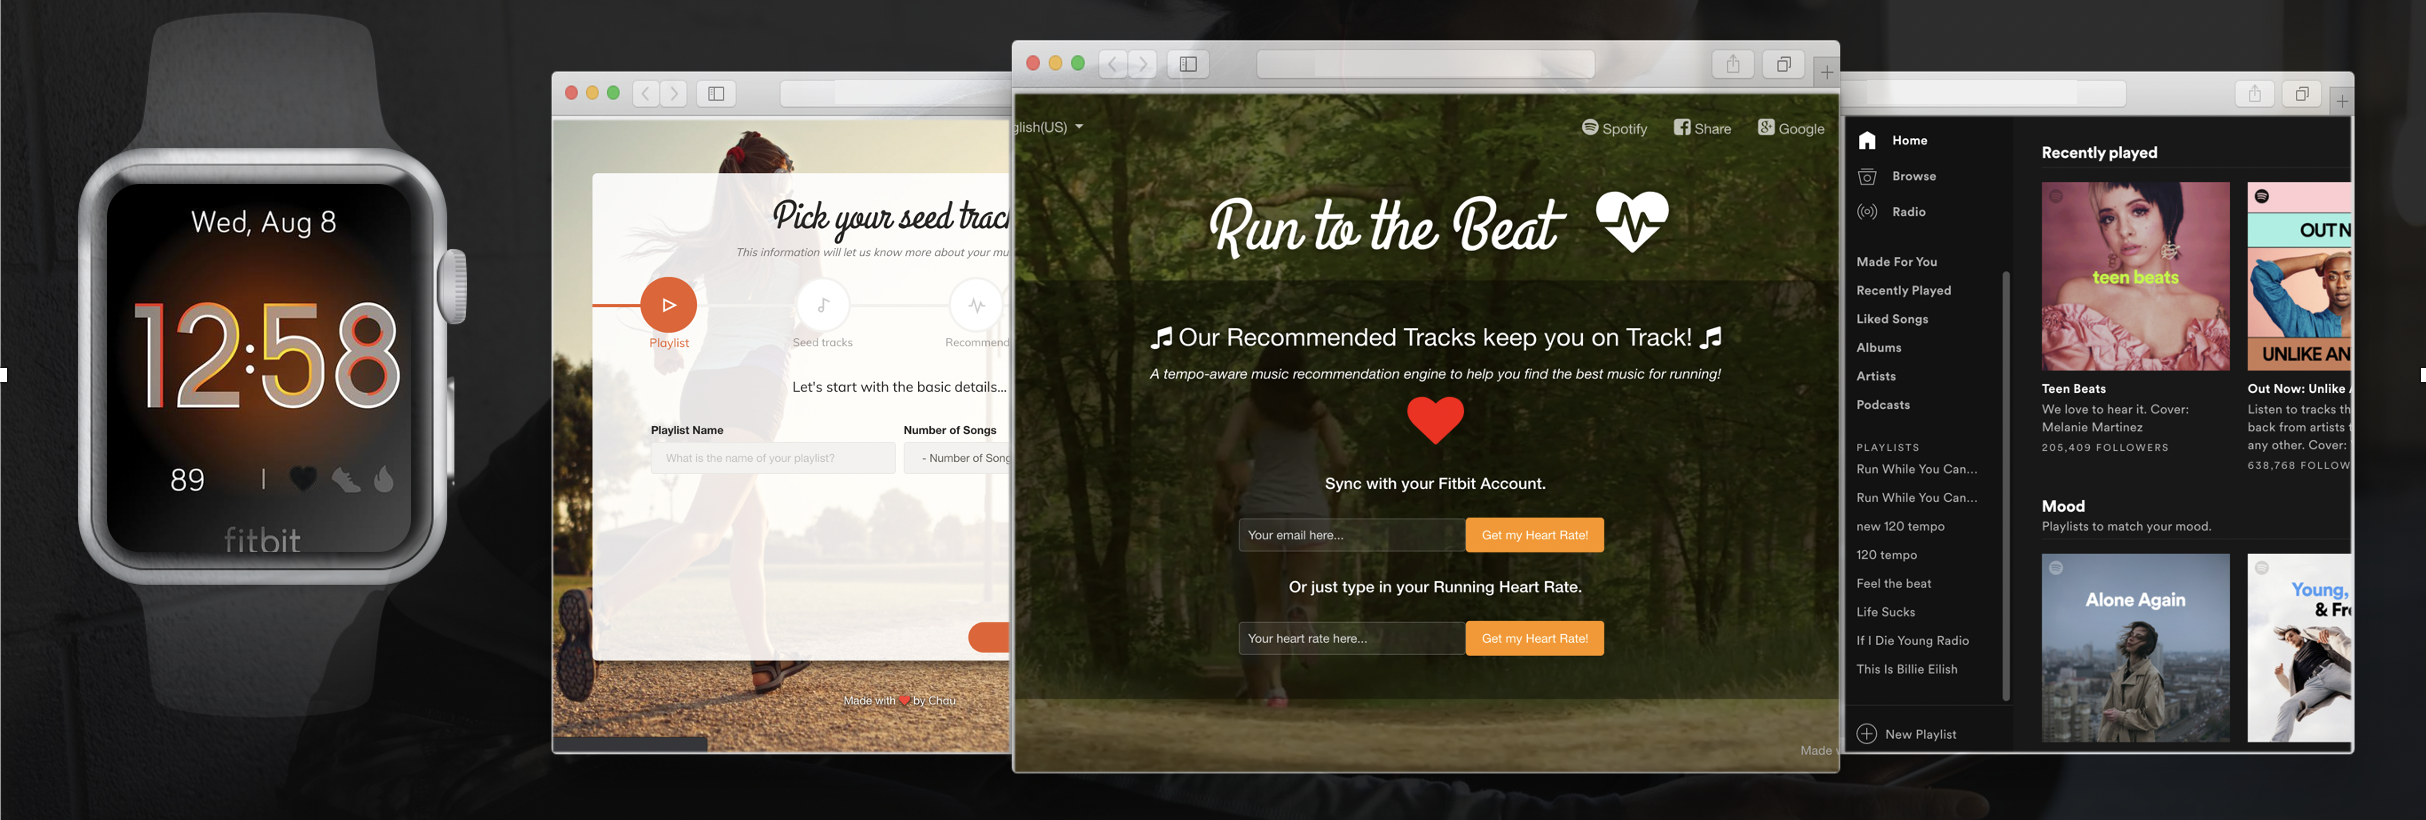 Wed, Aug 8
12:58
89
fitbit
Pick your seed trac
This information will let us know more about your mu
Playlist
Seed tracks
Recommend
Let's start with the basic details...
Playlist Name
Number of Songs
What is the name of your playlist?
- Number of Song
Made with ❤️ by Chau
glish(US)
Spotify
Share
Google
Run to the Beat
Our Recommended Tracks keep you on Track!
A tempo-aware music recommendation engine to help you find the best music for running!
Sync with your Fitbit Account.
Your email here...
Get my Heart Rate!
Or just type in your Running Heart Rate.
Your heart rate here...
Get my Heart Rate!
Made
Home
Browse
Radio
Made For You
Recently Played
Liked Songs
Albums
Artists
Podcasts
PLAYLISTS
Run While You Can...
Run While You Can...
new 120 tempo
120 tempo
Feel the beat
Life Sucks
If I Die Young Radio
This Is Billie Eilish
New Playlist
Recently played
teen beats
Teen Beats
We love to hear it. Cover:
Melanie Martinez
205,409 FOLLOWERS
OUT N
UNLIKE AN
Out Now: Unlike
Listen to tracks th
back from artists
any other. Cover:
638,768 FOLLOW
Mood
Playlists to match your mood.
Alone Again
Young,
& Fr